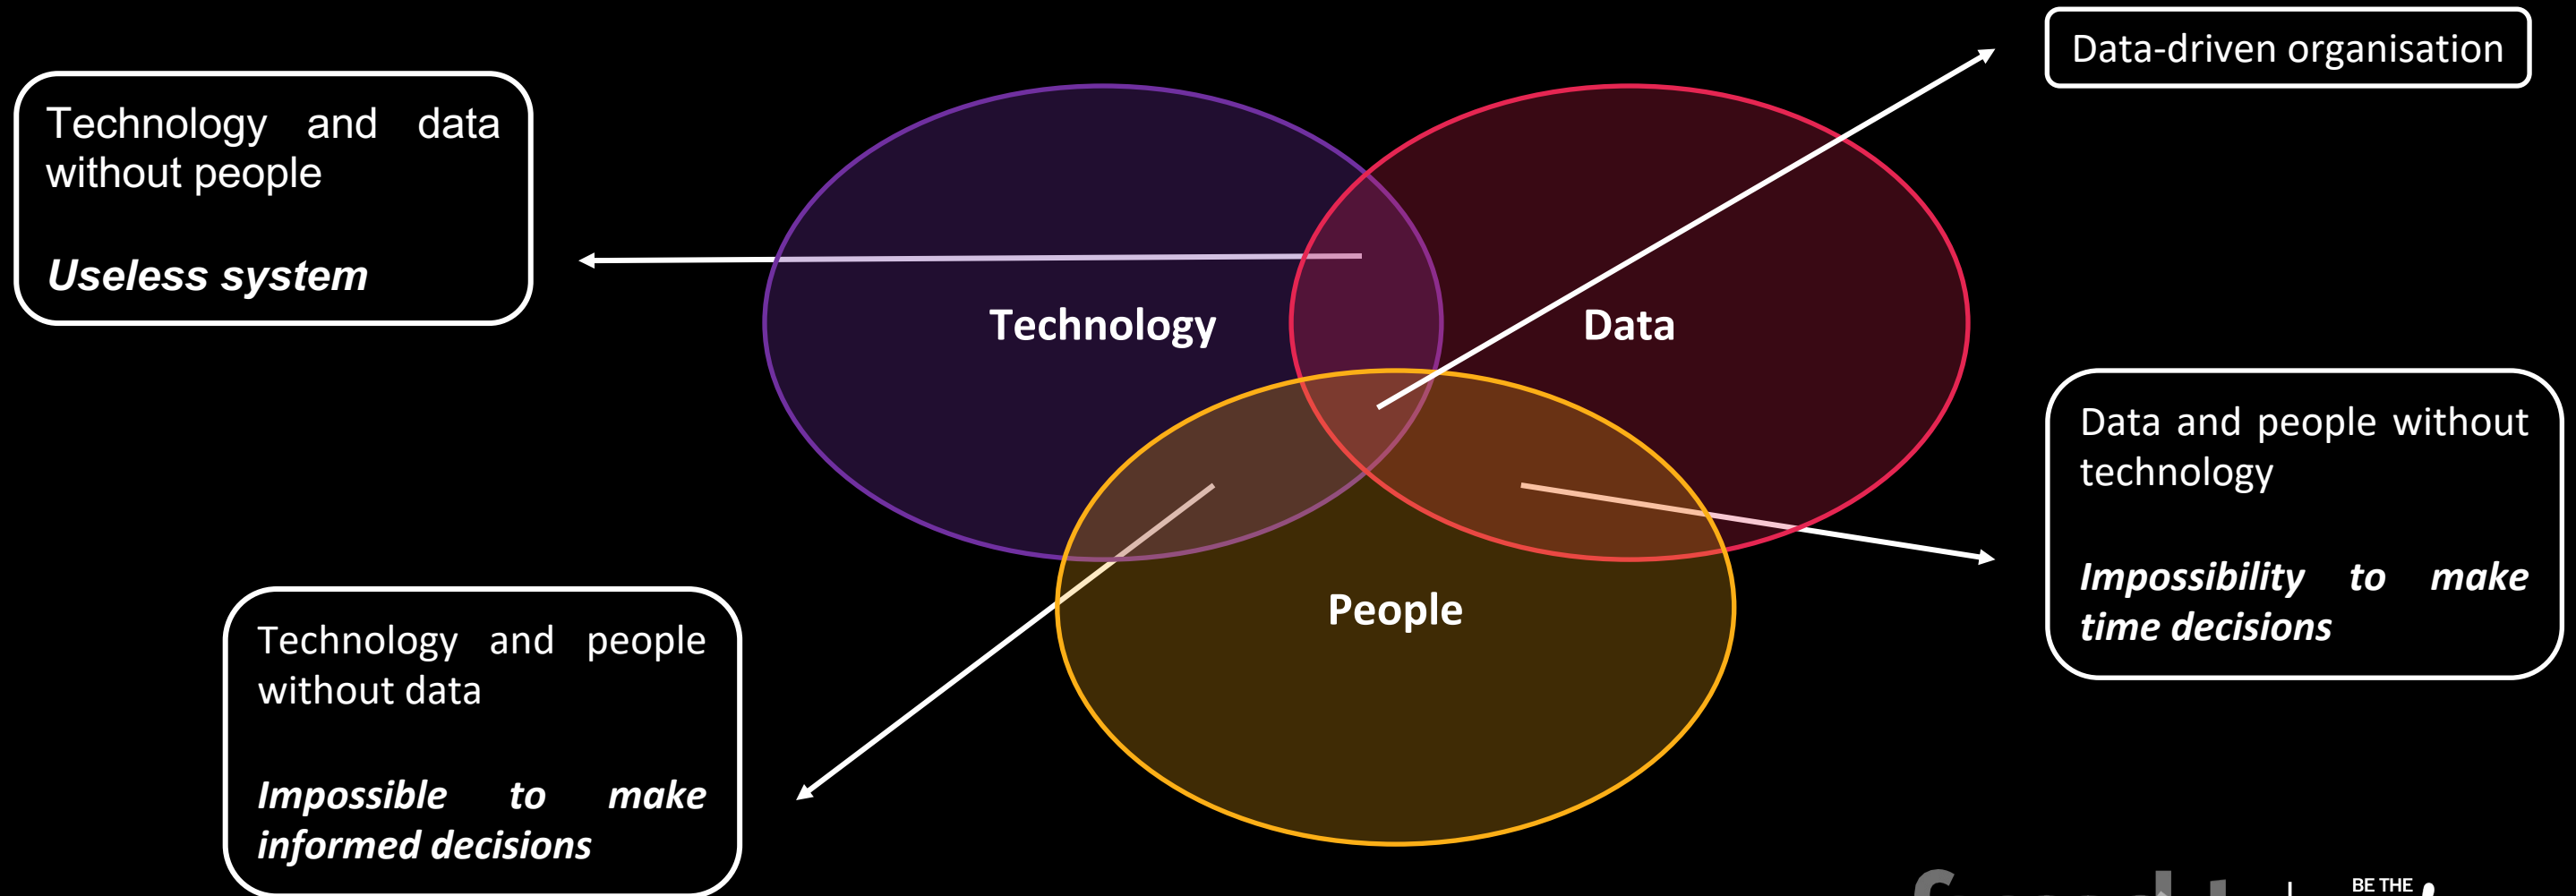 Data-driven organisation
Technology and data
without people
Useless system
Technology
Data
Data and people without
technology
Impossibility to make
time decisions
People
Technology and people
without data
Impossible to make
informed decisions
BE THE